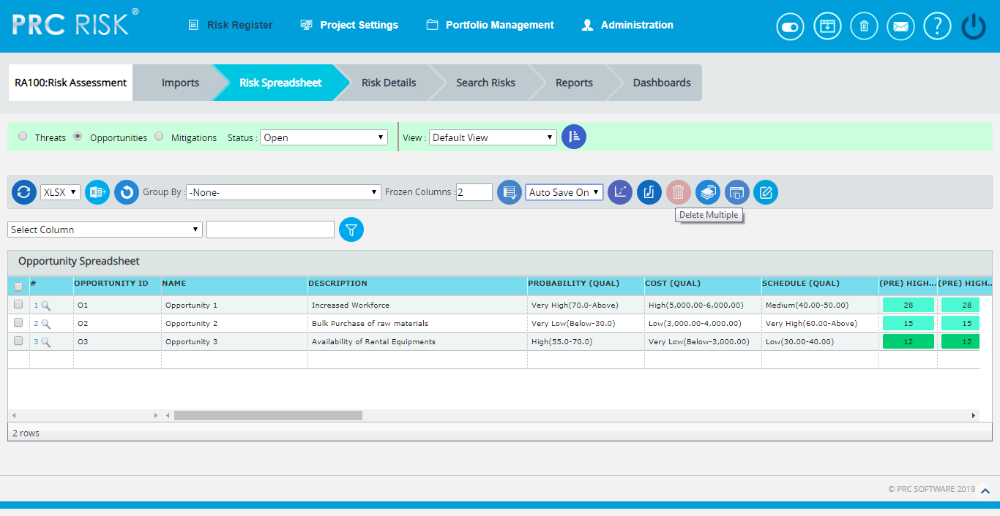 PRC RISK ®
Risk Register Project Settings Portfolio Management Administration
RA100:Risk Assessment Imports Risk Spreadsheet Risk Details Search Risks Reports Dashboards
Threats Opportunities Mitigations Status : Open View : Default View
XLSX Group By : -None- Frozen Columns : 2 Auto Save On
Delete Multiple
Select Column
Opportunity Spreadsheet
# OPPORTUNITY ID NAME DESCRIPTION PROBABILITY (QUAL) COST (QUAL) SCHEDULE (QUAL) (PRE) HIGH... (PRE) HIGH..
1 O1 Opportunity 1 Increased Workforce Very High(70.0-Above) High(5,000.00-6,000.00) Medium(40.00-50.00) 28 28
2 O2 Opportunity 2 Bulk Purchase of raw materials Very Low(Below-30.0) Low(3,000.00-4,000.00) Very High(60.00-Above) 15 15
3 O3 Opportunity 3 Availability of Rental Equipments High(55.0-70.0) Very Low(Below-3,000.00) Low(30.00-40.00) 12 12
2 rows
© PRC SOFTWARE 2019